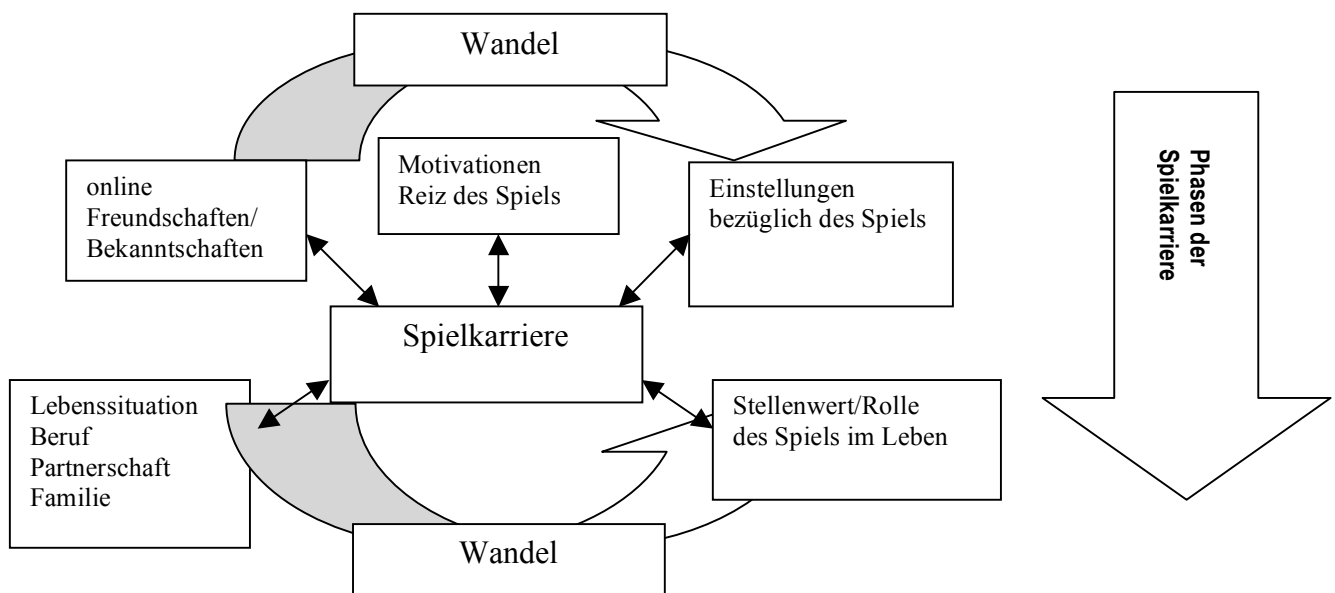 Wandel
online
Freundschaften/
Bekanntschaften
Motivationen
Reiz des Spiels
Einstellungen
bezüglich des Spiels
Spielkarriere
Lebenssituation
Beruf
Partnerschaft
Familie
Stellenwert/Rolle
des Spiels im Leben
Wandel
Phasen der
Spielkarriere